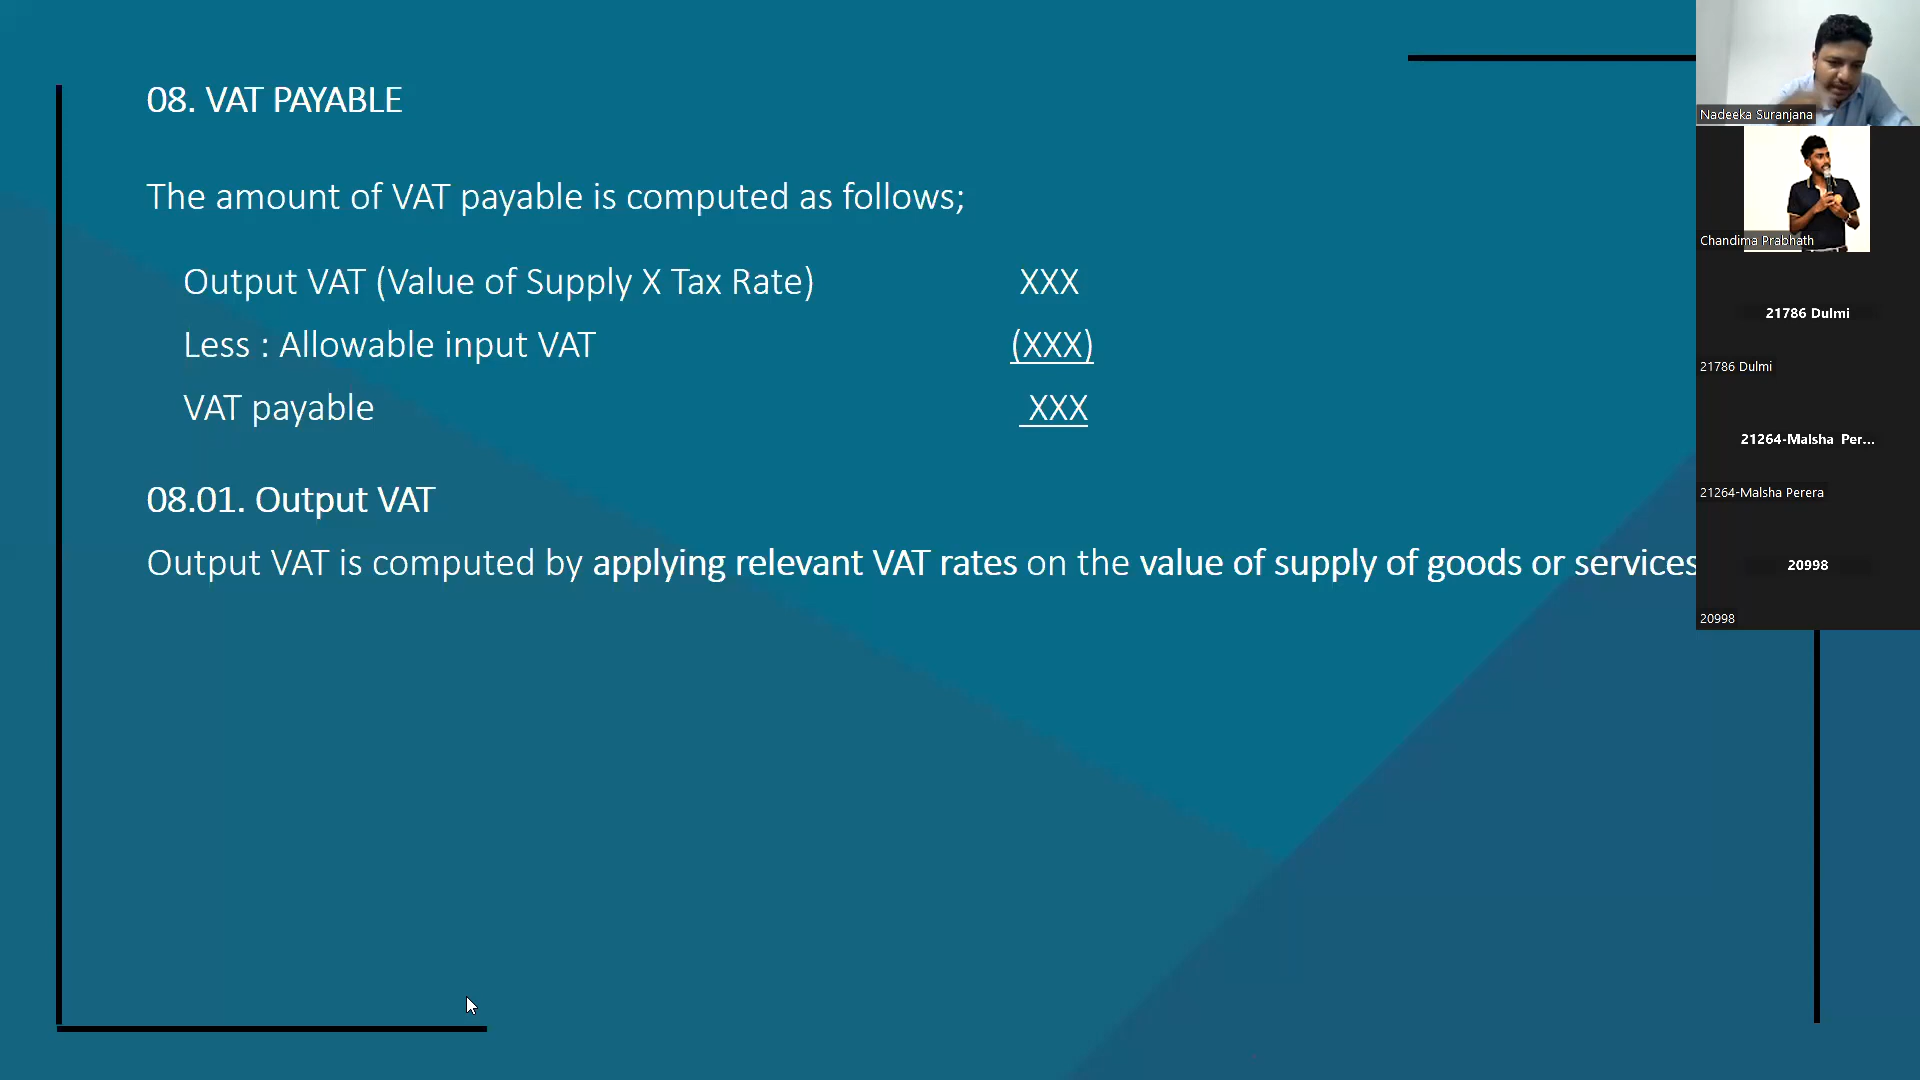 08. VAT PAYABLE
The amount of VAT payable is computed as follows;
Output VAT (Value of Supply X Tax Rate) XXX
Less : Allowable input VAT (XXX)
VAT payable XXX
08.01. Output VAT
Output VAT is computed by applying relevant VAT rates on the value of supply of goods or services
Nadeeka Suranjana
Chandima Prabhath
21786 Dulmi
21786 Dulmi
21264-Malsha Per...
21264-Malsha Perera
20998
20998